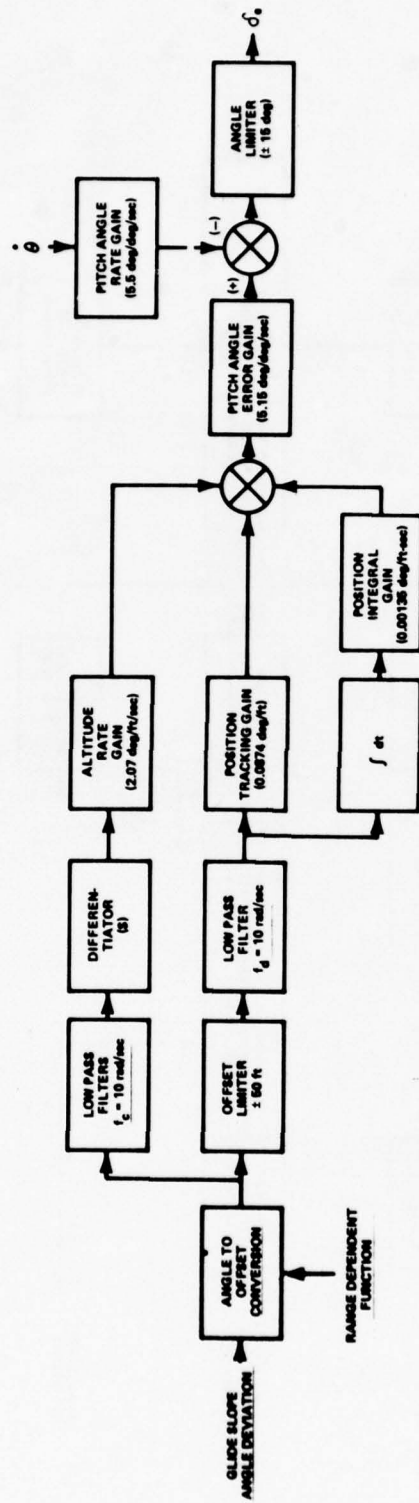 GLIDE SLOPE
ANGLE DEVIATION
ANGLE TO
OFFSET
CONVERSION
RANGE DEPENDENT
FUNCTION
LOW PASS
FILTERS
f_c = 10 rad/sec
DIFFEREN-
TIATOR
(S)
ALTITUDE
RATE
GAIN
(2.07 deg/ft/sec)
OFFSET
LIMITER
± 50 ft
LOW PASS
FILTER
f_d = 10 rad/sec
POSITION
TRACKING GAIN
(0.0874 deg/ft)
∫ dt
POSITION
INTEGRAL
GAIN
(0.00135 deg/ft-sec)
PITCH ANGLE
ERROR GAIN
(5.15 deg/deg/sec)
(+)
θ̇
PITCH ANGLE
RATE GAIN
(5.5 deg/deg/sec)
(−)
ANGLE
LIMITER
(± 15 deg)
δ_e